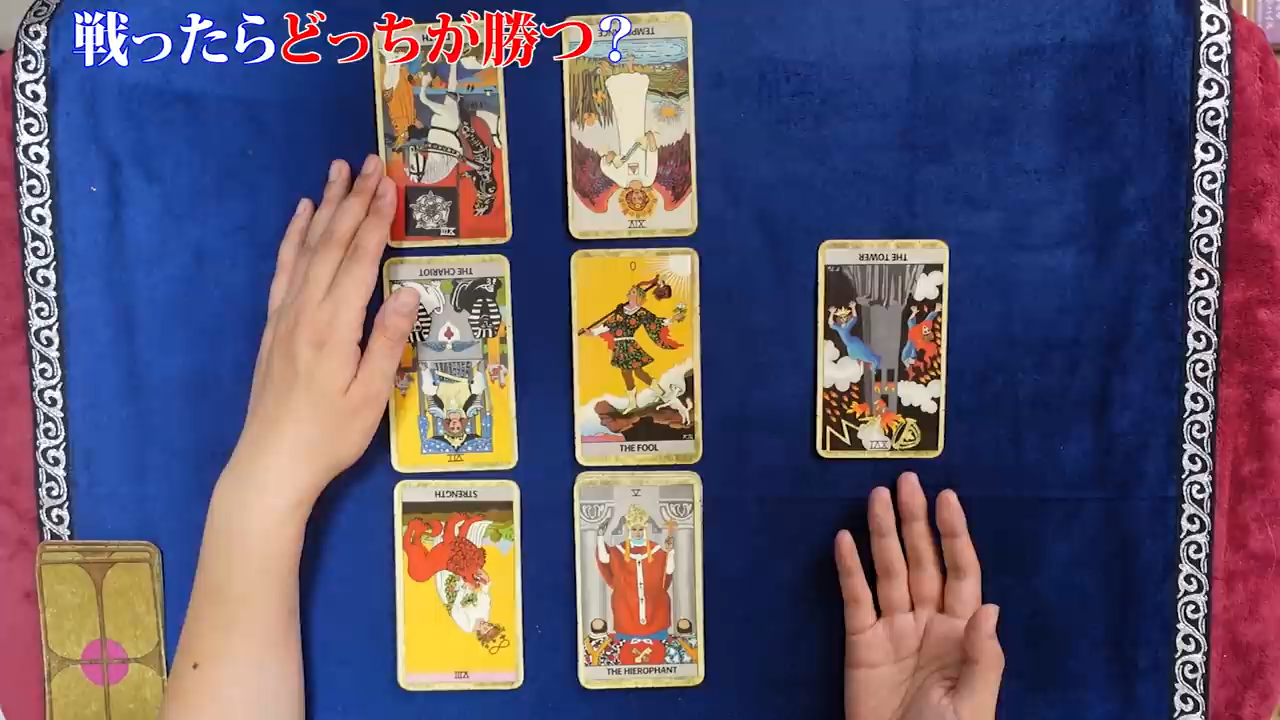 戦ったらどっちが勝つ?
XIII
XIV
THE CHARIOT
VII
0
THE FOOL
THE TOWER
XVI
STRENGTH
VIII
V
THE HIEROPHANT